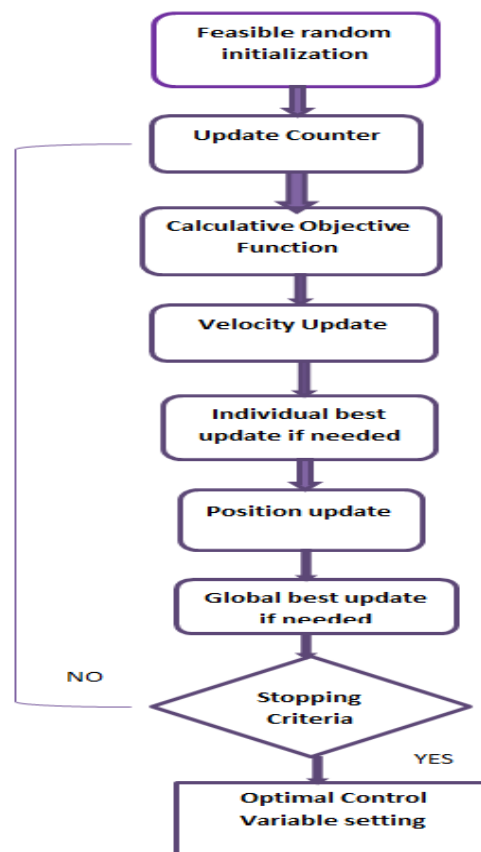 Feasible random
initialization
Update Counter
Calculative Objective
Function
Velocity Update
Individual best
update if needed
Position update
Global best update
if needed
NO
Stopping
Criteria
YES
Optimal Control
Variable setting